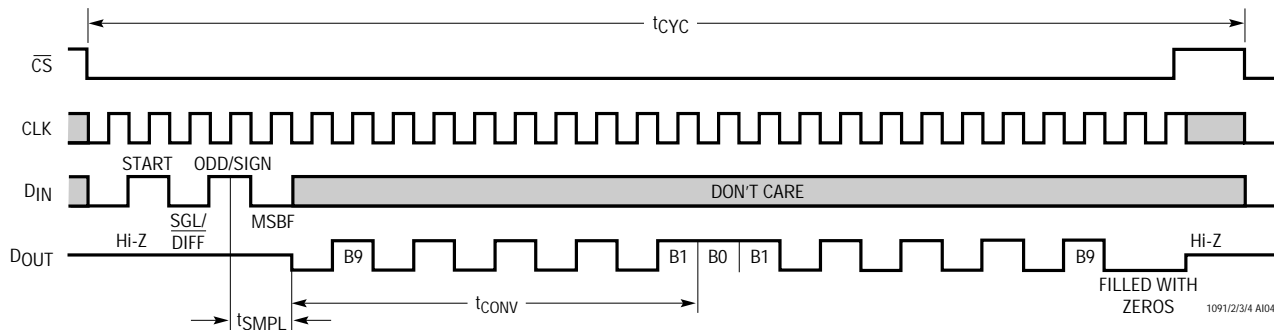 tCYC
CS
CLK
START ODD/SIGN
DIN
DON'T CARE
SGL/
DIFF
MSBF
Hi-Z
DOUT
B9
B1
B0
B1
B9
Hi-Z
FILLED WITH
ZEROS
tCONV
tSMPL
1091/2/3/4 AI04